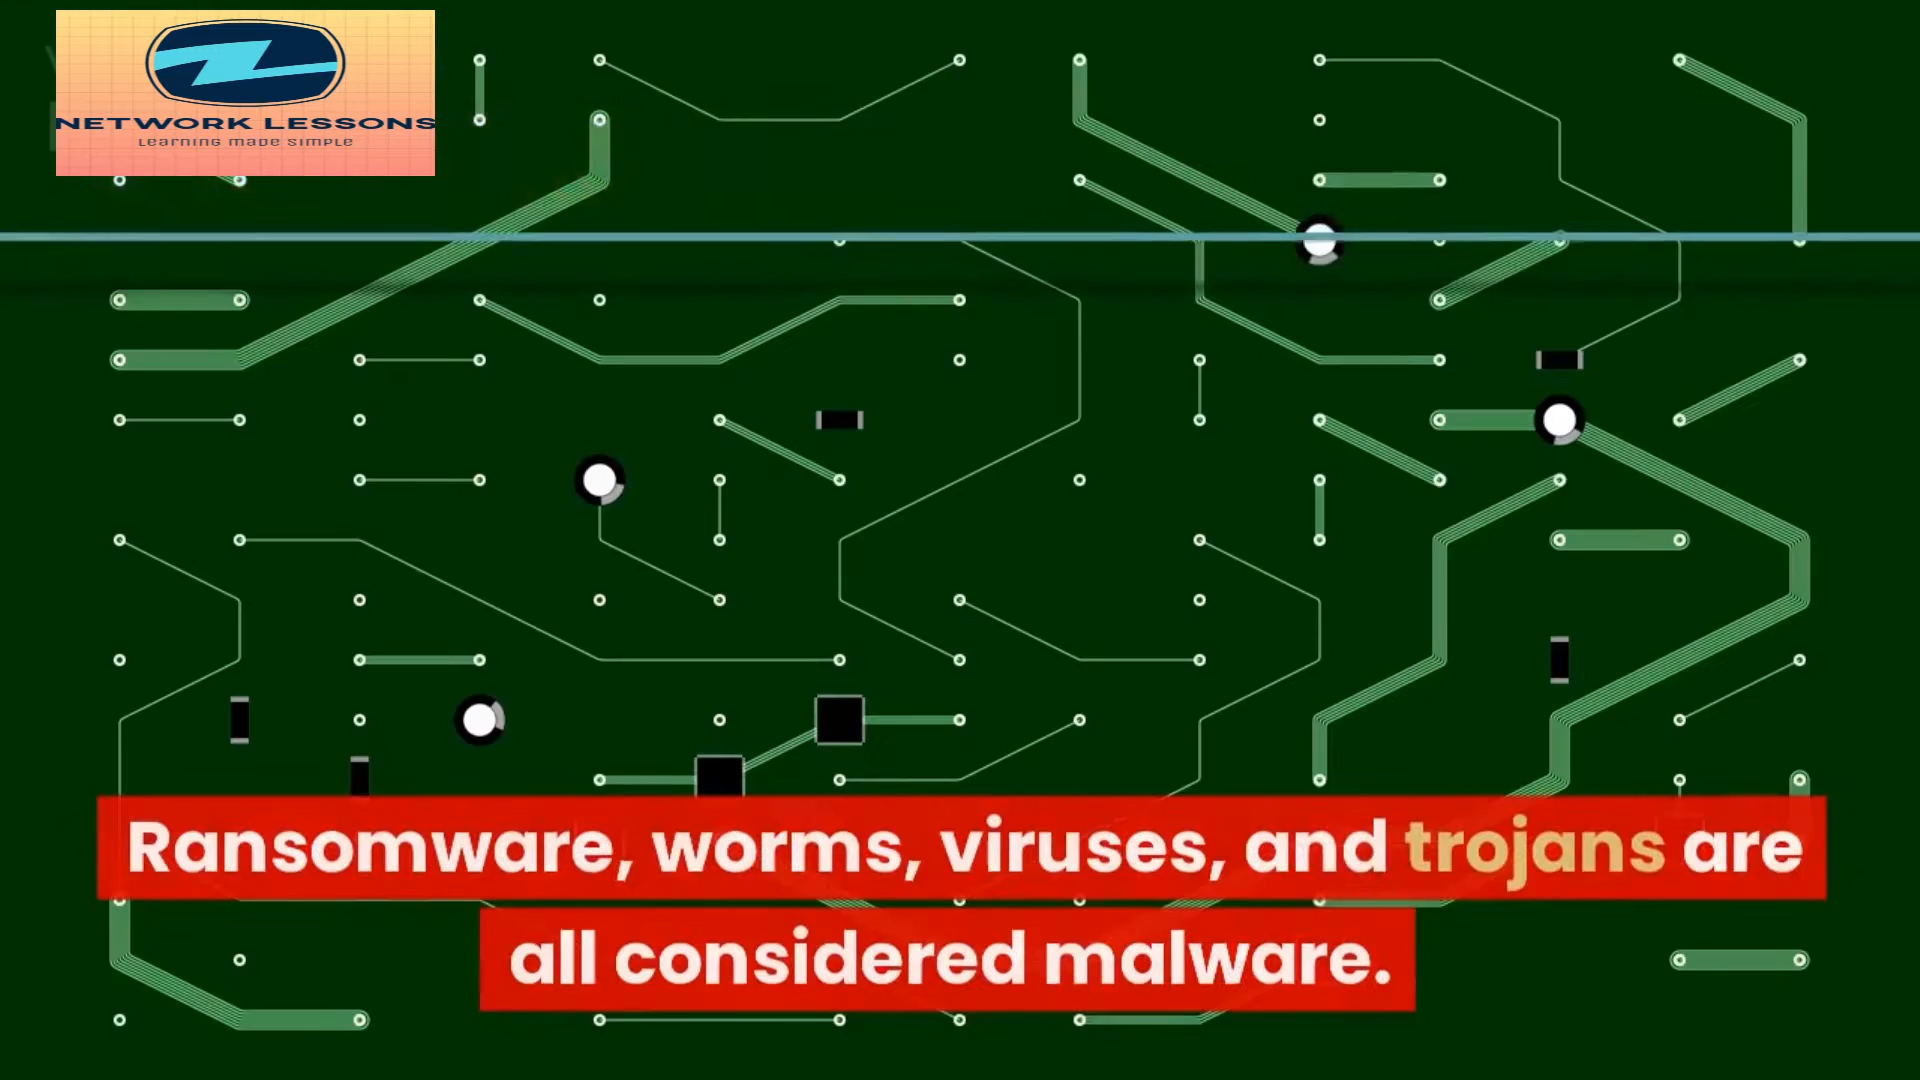 NETWORK LESSONS
Learning made simple
Ransomware, worms, viruses, and trojans are
all considered malware.